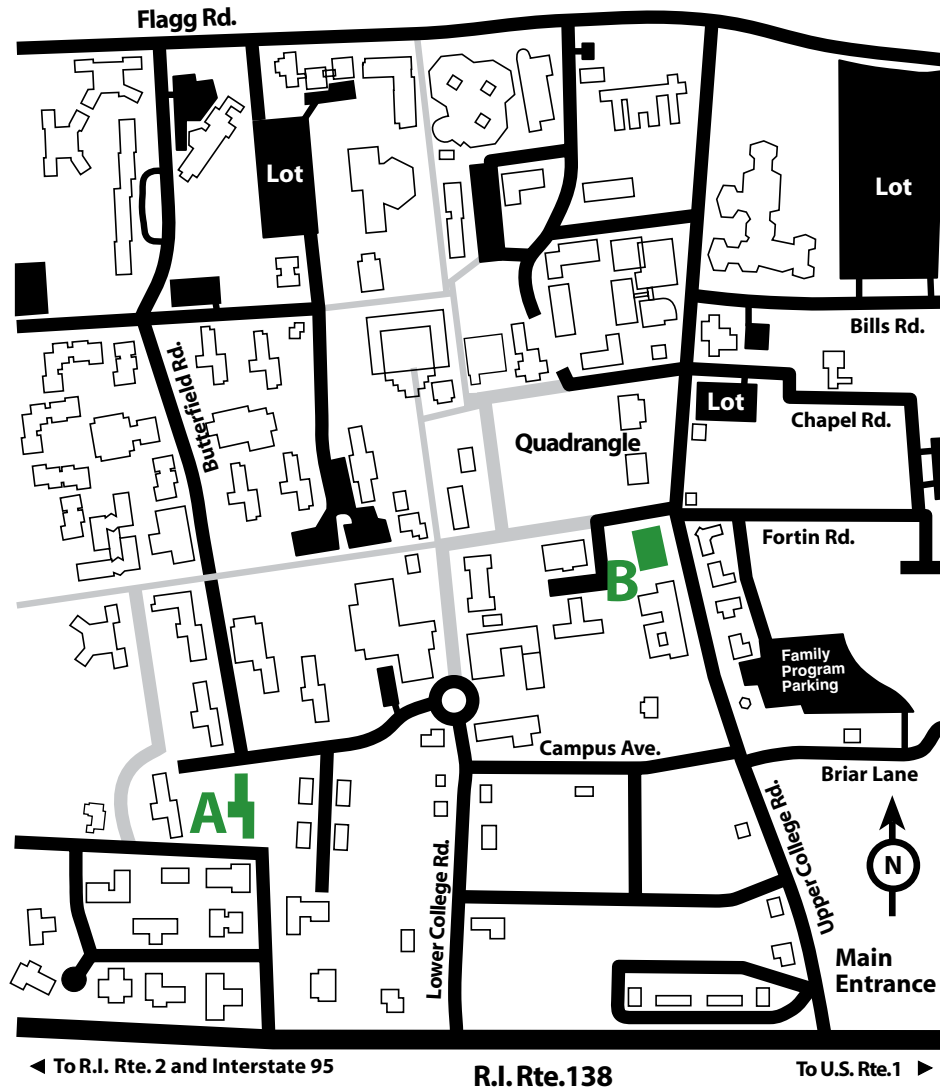 Flagg Rd.
Lot
Lot
Bills Rd.
Butterfield Rd.
Lot
Chapel Rd.
Quadrangle
Fortin Rd.
B
Family
Program
Parking
Campus Ave.
Briar Lane
A
Upper College Rd.
Lower College Rd.
N
Main
Entrance
To R.I. Rte. 2 and Interstate 95
R.I. Rte.138
To U.S. Rte.1